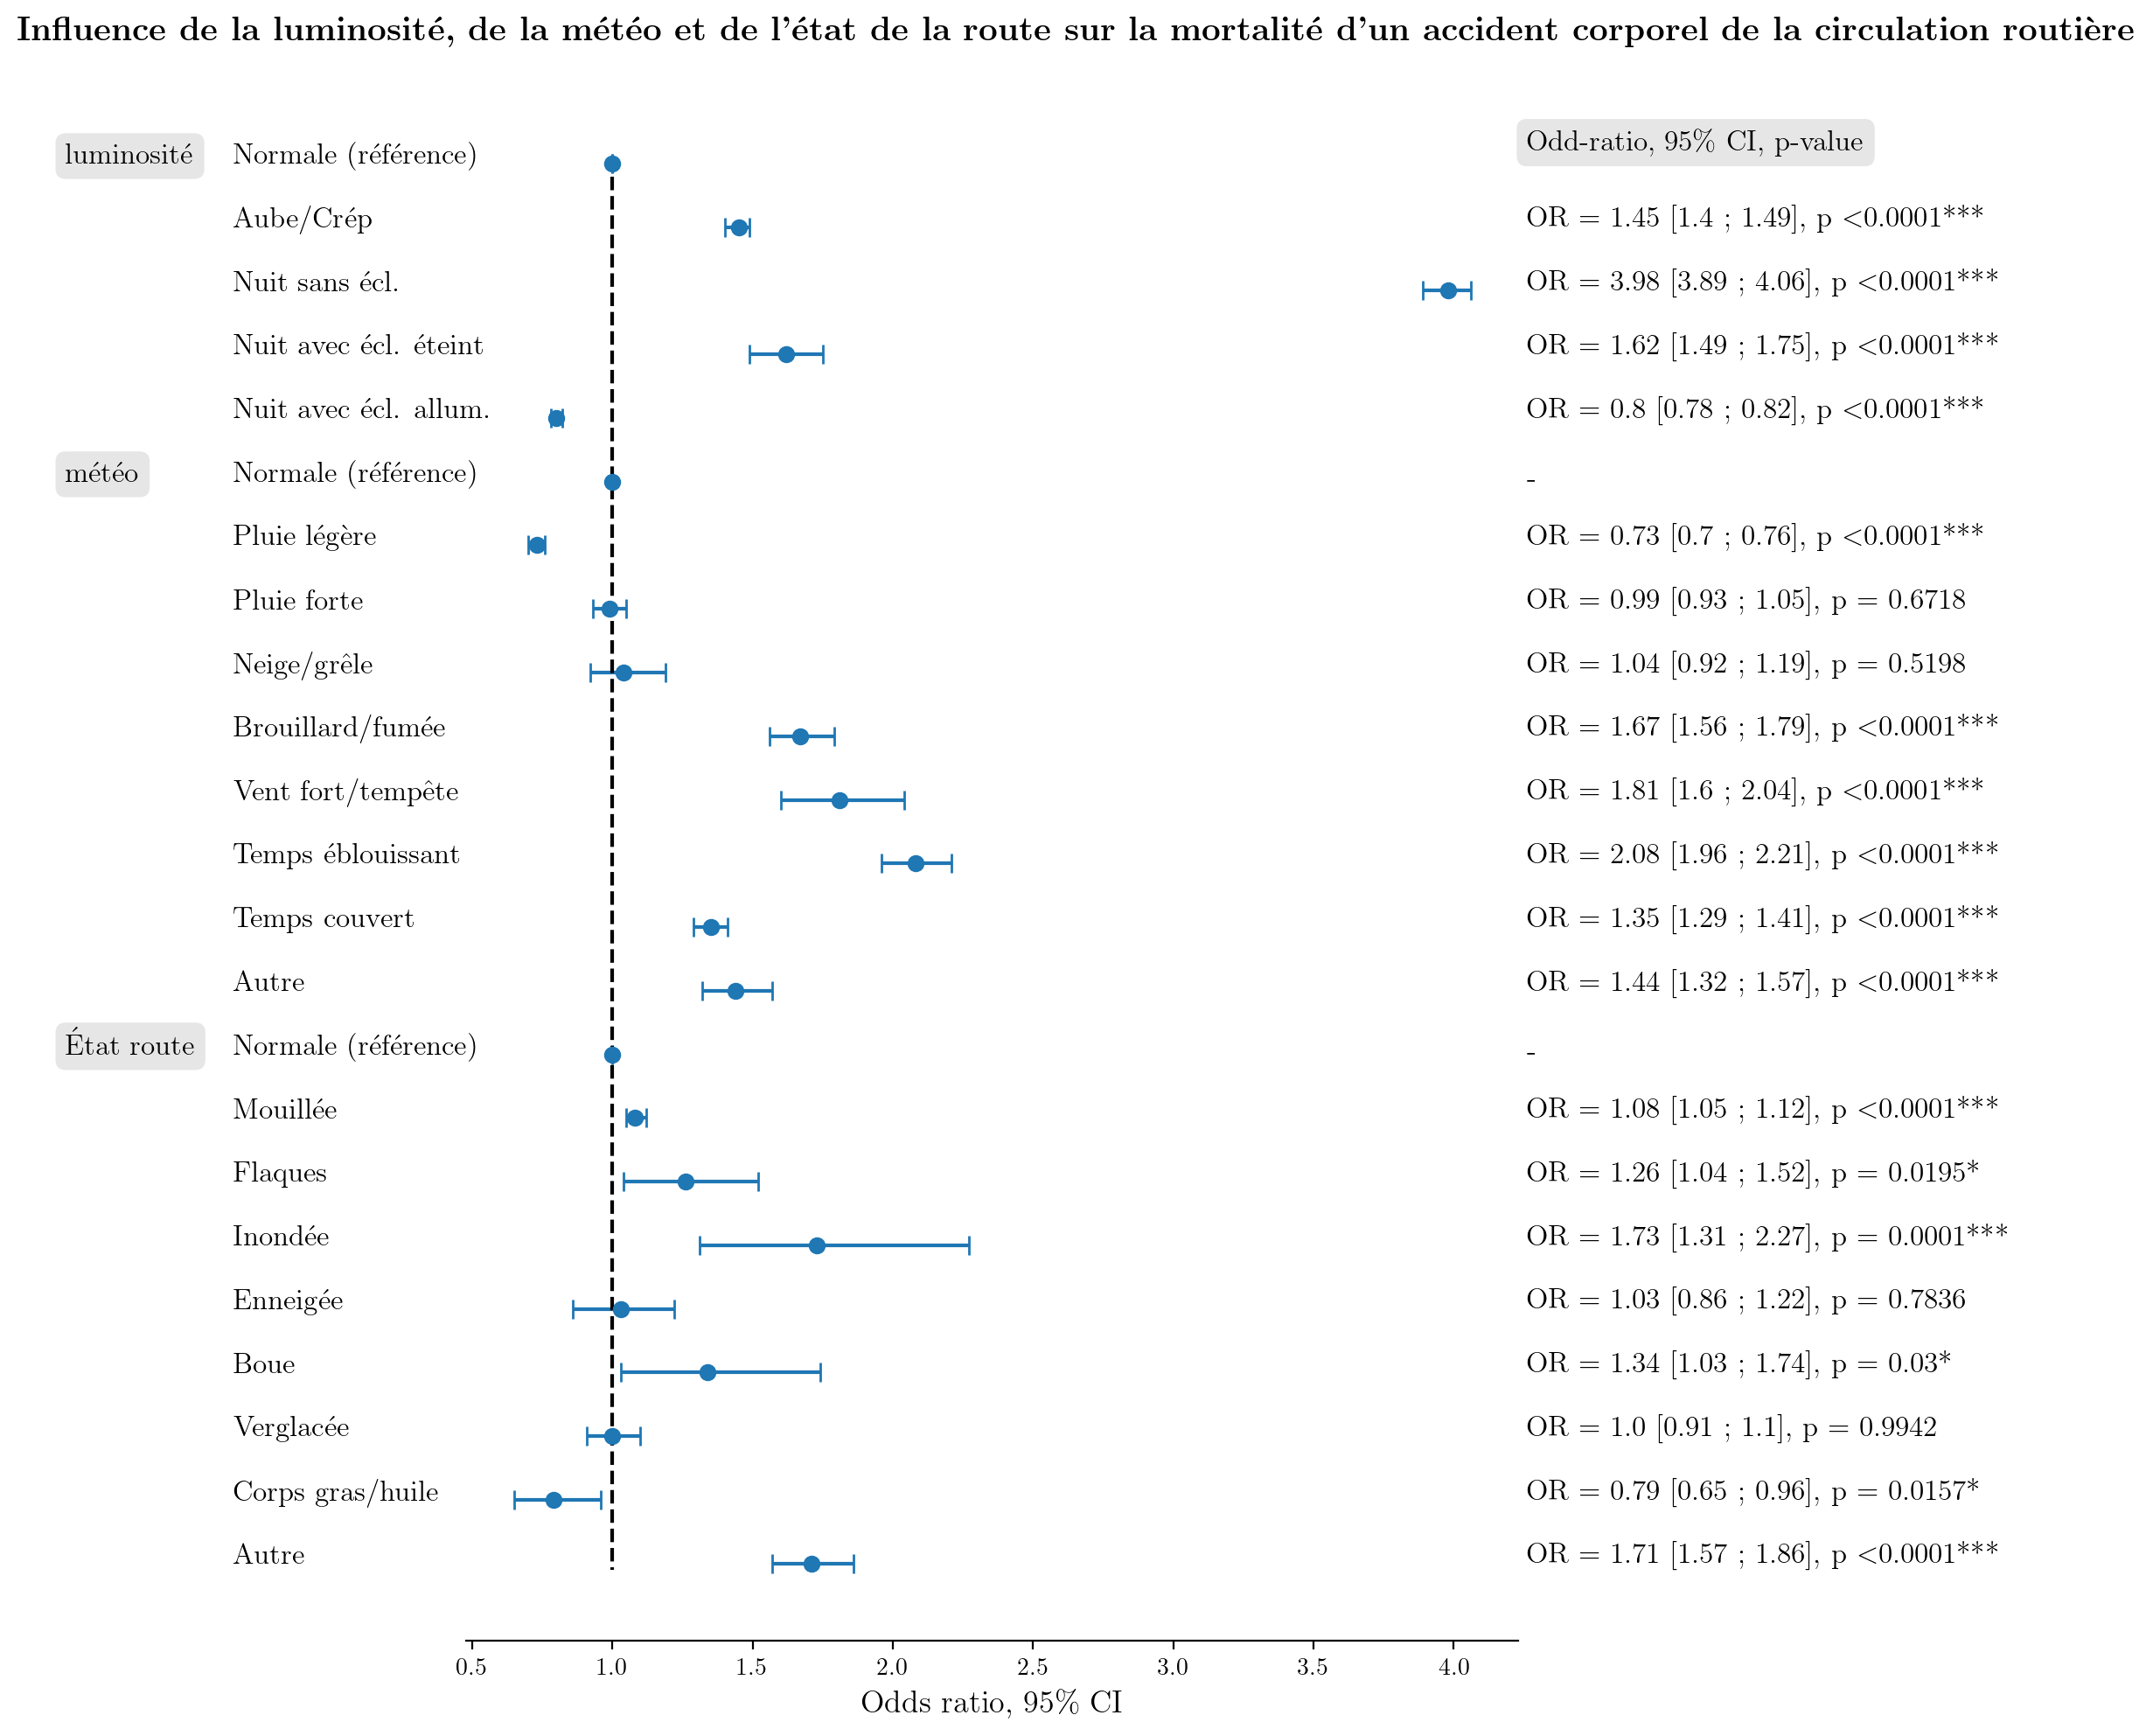 Influence de la luminosité, de la météo et de l'état de la route sur la mortalité d'un accident corporel de la circulation routière
Odd-ratio, 95% CI, p-value
luminosité Normale (référence)
Aube/Crép OR = 1.45 [1.4 ; 1.49], p <0.0001***
Nuit sans écl. OR = 3.98 [3.89 ; 4.06], p <0.0001***
Nuit avec écl. éteint OR = 1.62 [1.49 ; 1.75], p <0.0001***
Nuit avec écl. allum. OR = 0.8 [0.78 ; 0.82], p <0.0001***
météo Normale (référence) -
Pluie légère OR = 0.73 [0.7 ; 0.76], p <0.0001***
Pluie forte OR = 0.99 [0.93 ; 1.05], p = 0.6718
Neige/grêle OR = 1.04 [0.92 ; 1.19], p = 0.5198
Brouillard/fumée OR = 1.67 [1.56 ; 1.79], p <0.0001***
Vent fort/tempête OR = 1.81 [1.6 ; 2.04], p <0.0001***
Temps éblouissant OR = 2.08 [1.96 ; 2.21], p <0.0001***
Temps couvert OR = 1.35 [1.29 ; 1.41], p <0.0001***
Autre OR = 1.44 [1.32 ; 1.57], p <0.0001***
État route Normale (référence) -
Mouillée OR = 1.08 [1.05 ; 1.12], p <0.0001***
Flaques OR = 1.26 [1.04 ; 1.52], p = 0.0195*
Inondée OR = 1.73 [1.31 ; 2.27], p = 0.0001***
Enneigée OR = 1.03 [0.86 ; 1.22], p = 0.7836
Boue OR = 1.34 [1.03 ; 1.74], p = 0.03*
Verglacée OR = 1.0 [0.91 ; 1.1], p = 0.9942
Corps gras/huile OR = 0.79 [0.65 ; 0.96], p = 0.0157*
Autre OR = 1.71 [1.57 ; 1.86], p <0.0001***
0.5 1.0 1.5 2.0 2.5 3.0 3.5 4.0
Odds ratio, 95% CI